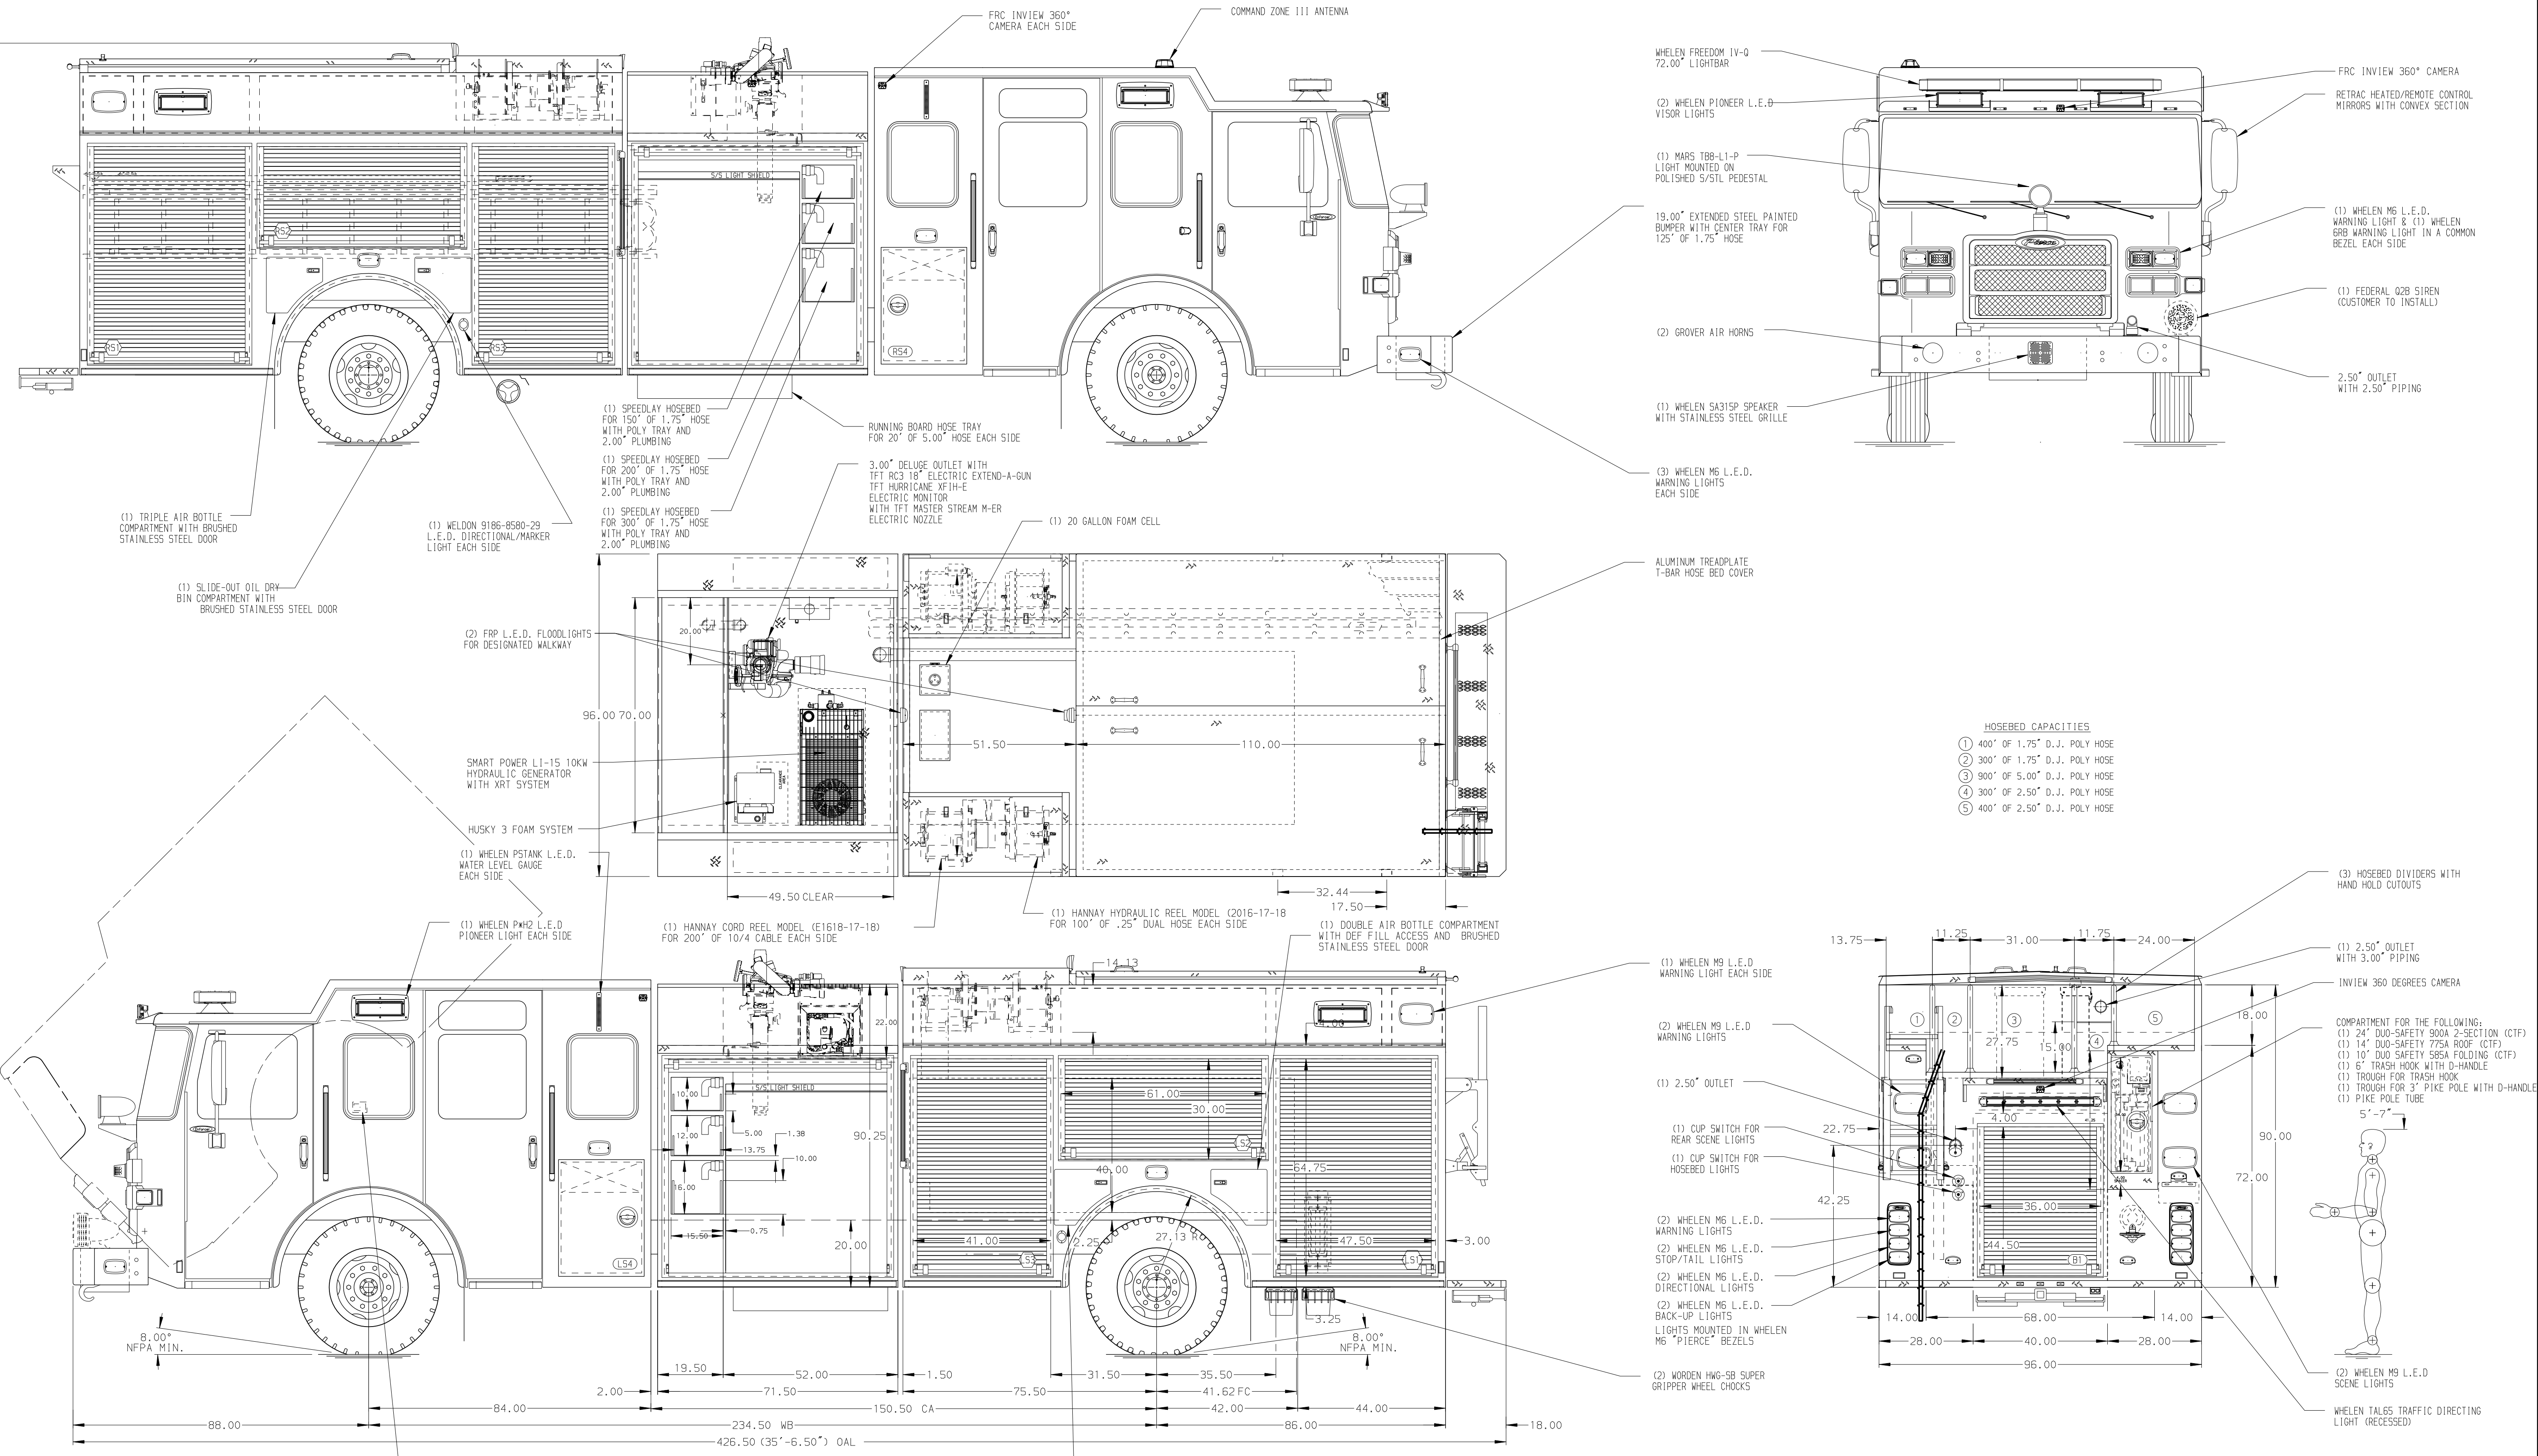 FRC INVIEW 360°
CAMERA EACH SIDE
COMMAND ZONE III ANTENNA
S/S LIGHT SHIELD
RS1
RS2
RS3
RS4
(1) TRIPLE AIR BOTTLE
COMPARTMENT WITH BRUSHED
STAINLESS STEEL DOOR
(1) SLIDE-OUT OIL DRY
BIN COMPARTMENT WITH
BRUSHED STAINLESS STEEL DOOR
(1) WELDON 9186-8580-29
L.E.D. DIRECTIONAL/MARKER
LIGHT EACH SIDE
(1) SPEEDLAY HOSEBED
FOR 150' OF 1.75" HOSE
WITH POLY TRAY AND
2.00" PLUMBING
(1) SPEEDLAY HOSEBED
FOR 200' OF 1.75" HOSE
WITH POLY TRAY AND
2.00" PLUMBING
(1) SPEEDLAY HOSEBED
FOR 300' OF 1.75" HOSE
WITH POLY TRAY AND
2.00" PLUMBING
RUNNING BOARD HOSE TRAY
FOR 20' OF 5.00" HOSE EACH SIDE
WHELEN FREEDOM IV-Q
72.00" LIGHTBAR
(2) WHELEN PIONEER L.E.D
VISOR LIGHTS
(1) MARS TBB-L1-P
LIGHT MOUNTED ON
POLISHED S/STL PEDESTAL
19.00" EXTENDED STEEL PAINTED
BUMPER WITH CENTER TRAY FOR
125' OF 1.75" HOSE
(2) GROVER AIR HORNS
(1) WHELEN SA315P SPEAKER
WITH STAINLESS STEEL GRILLE
(3) WHELEN M6 L.E.D.
WARNING LIGHTS
EACH SIDE
Pierce
FRC INVIEW 360° CAMERA
RETRAC HEATED/REMOTE CONTROL
MIRRORS WITH CONVEX SECTION
(1) WHELEN M6 L.E.D.
WARNING LIGHT & (1) WHELEN
6RB WARNING LIGHT IN A COMMON
BEZEL EACH SIDE
(1) FEDERAL Q2B SIREN
(CUSTOMER TO INSTALL)
2.50" OUTLET
WITH 2.50" PIPING
3.00" DELUGE OUTLET WITH
TFT RC3 18" ELECTRIC EXTEND-A-GUN
TFT HURRICANE XFIH-E
ELECTRIC MONITOR
WITH TFT MASTER STREAM M-ER
ELECTRIC NOZZLE
(1) 20 GALLON FOAM CELL
ALUMINUM TREADPLATE
T-BAR HOSE BED COVER
(2) FRP L.E.D. FLOODLIGHTS
FOR DESIGNATED WALKWAY
SMART POWER LI-15 10KW
HYDRAULIC GENERATOR
WITH XRT SYSTEM
HUSKY 3 FOAM SYSTEM
20.00
96.00 70.00
51.50
110.00
49.50 CLEAR
32.44
17.50
HOSEBED CAPACITIES
1 400' OF 1.75" D.J. POLY HOSE
2 300' OF 1.75" D.J. POLY HOSE
3 900' OF 5.00" D.J. POLY HOSE
4 300' OF 2.50" D.J. POLY HOSE
5 400' OF 2.50" D.J. POLY HOSE
(1) WHELEN PSTANK L.E.D.
WATER LEVEL GAUGE
EACH SIDE
(1) WHELEN P*H2 L.E.D
PIONEER LIGHT EACH SIDE
(1) HANNAY CORD REEL MODEL (E1618-17-18)
FOR 200' OF 10/4 CABLE EACH SIDE
(1) HANNAY HYDRAULIC REEL MODEL (2016-17-18
FOR 100' OF .25" DUAL HOSE EACH SIDE
(1) DOUBLE AIR BOTTLE COMPARTMENT
WITH DEF FILL ACCESS AND BRUSHED
STAINLESS STEEL DOOR
(1) WHELEN M9 L.E.D
WARNING LIGHT EACH SIDE
14.13
22.00
S/S LIGHT SHIELD
10.00
12.00
16.00
5.00
1.38
13.75
10.00
15.50
0.75
90.25
20.00
61.00
30.00
40.00
64.75
41.00
2.25
27.13 R
47.50
3.00
3.25
LS4
LS1
8.00°
NFPA MIN.
8.00°
NFPA MIN.
19.50
52.00
1.50
31.50
35.50
2.00
71.50
75.50
41.62 FC
84.00
150.50 CA
42.00
44.00
88.00
234.50 WB
86.00
18.00
426.50 (35'-6.50") OAL
(2) WHELEN M9 L.E.D
WARNING LIGHTS
(1) 2.50" OUTLET
(1) CUP SWITCH FOR
REAR SCENE LIGHTS
(1) CUP SWITCH FOR
HOSEBED LIGHTS
(2) WHELEN M6 L.E.D.
WARNING LIGHTS
(2) WHELEN M6 L.E.D.
STOP/TAIL LIGHTS
(2) WHELEN M6 L.E.D.
DIRECTIONAL LIGHTS
(2) WHELEN M6 L.E.D.
BACK-UP LIGHTS
LIGHTS MOUNTED IN WHELEN
M6 "PIERCE" BEZELS
(2) WORDEN HWG-SB SUPER
GRIPPER WHEEL CHOCKS
13.75
11.25
31.00
11.75
24.00
1
2
3
4
5
27.75
15.00
18.00
4.00
22.75
42.25
36.00
44.50
B1
72.00
90.00
14.00
68.00
14.00
28.00
40.00
28.00
96.00
(3) HOSEBED DIVIDERS WITH
HAND HOLD CUTOUTS
(1) 2.50" OUTLET
WITH 3.00" PIPING
INVIEW 360 DEGREES CAMERA
COMPARTMENT FOR THE FOLLOWING:
(1) 24' DUO-SAFETY 900A 2-SECTION (CTF)
(1) 14' DUO-SAFETY 775A ROOF (CTF)
(1) 10' DUO SAFETY 585A FOLDING (CTF)
(1) 6' TRASH HOOK WITH D-HANDLE
(1) TROUGH FOR TRASH HOOK
(1) TROUGH FOR 3' PIKE POLE WITH D-HANDLE
(1) PIKE POLE TUBE
5'-7"
(2) WHELEN M9 L.E.D
SCENE LIGHTS
WHELEN TAL65 TRAFFIC DIRECTING
LIGHT (RECESSED)